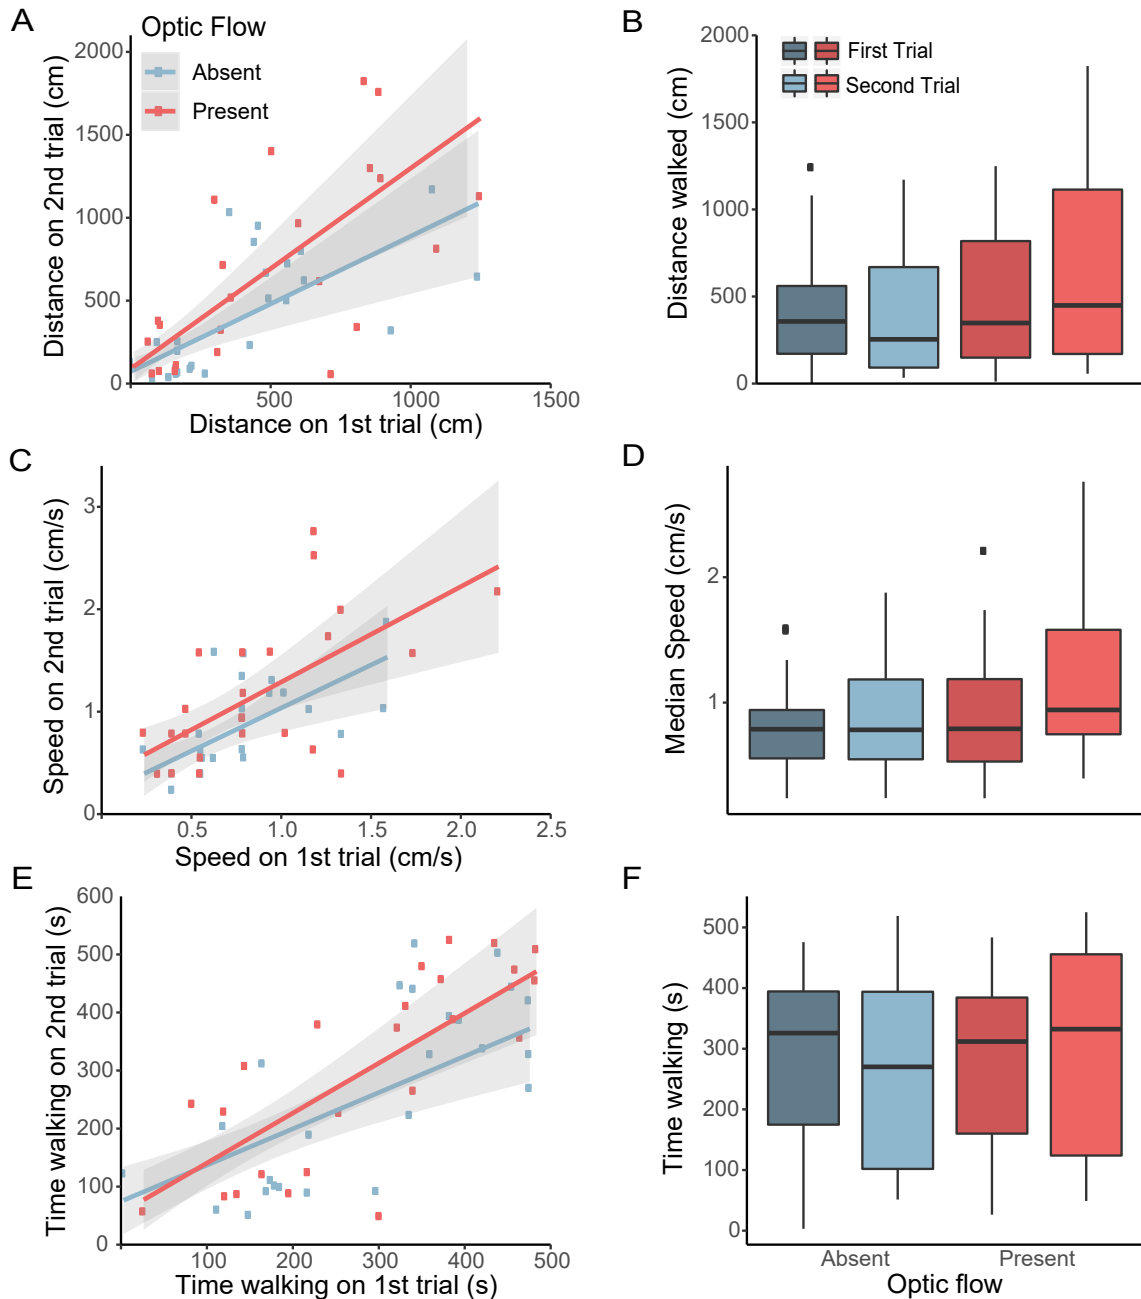 A
Optic Flow
Absent
Present
2000
1500
1000
500
0
500
1000
1500
Distance on 2nd trial (cm)
Distance on 1st trial (cm)
B
First Trial
Second Trial
2000
1500
1000
500
0
Distance walked (cm)
C
3
2
1
0
0.5
1.0
1.5
2.0
2.5
Speed on 2nd trial (cm/s)
Speed on 1st trial (cm/s)
D
2
1
Median Speed (cm/s)
E
600
500
400
300
200
100
0
100
200
300
400
500
Time walking on 2nd trial (s)
Time walking on 1st trial (s)
F
500
400
300
200
100
0
Time walking (s)
Absent
Present
Optic flow